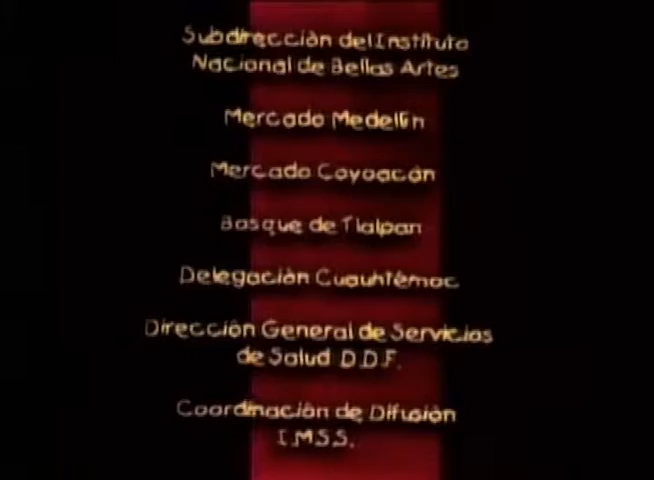 Subdirección del Instituto
Nacional de Bellas Artes
Mercado Medellín
Mercado Coyoacán
Bosque de Tlalpan
Delegación Cuauhtémoc
Dirección General de Servicios
de Salud D.D.F.
Coordinación de Difusión
I.M.S.S.